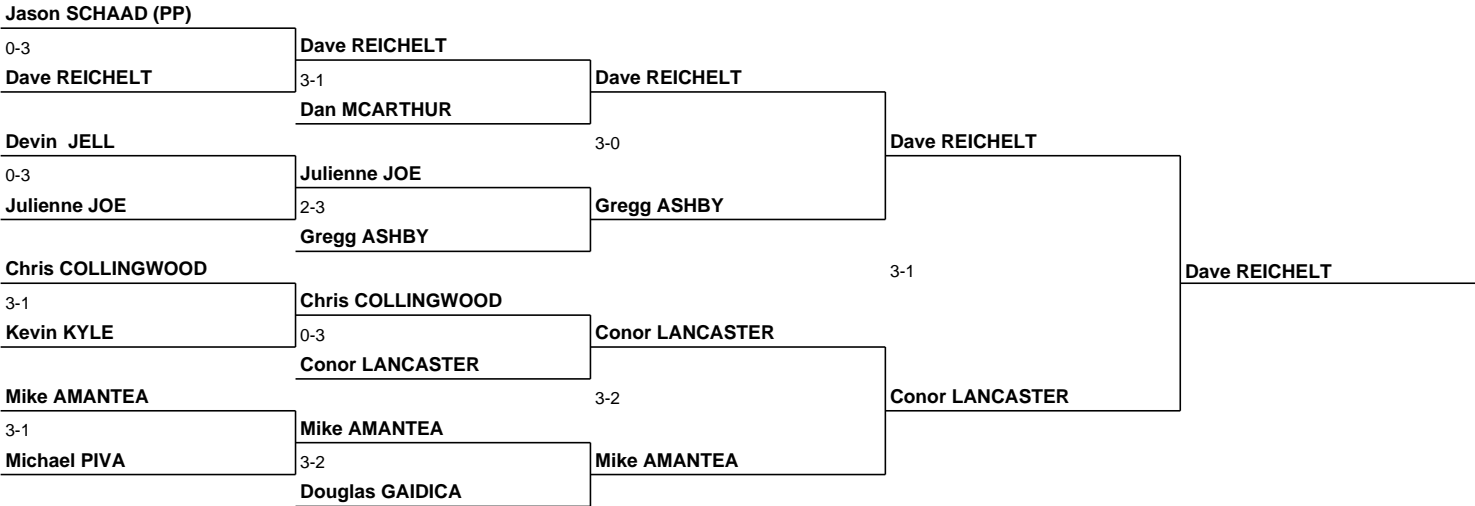 Jason SCHAAD (PP)
0-3
Dave REICHELT
Dave REICHELT
3-1
Dave REICHELT
Dan MCARTHUR
Devin  JELL
3-0
Dave REICHELT
0-3
Julienne JOE
Julienne JOE
2-3
Gregg ASHBY
Gregg ASHBY
Chris COLLINGWOOD
3-1
Dave REICHELT
3-1
Chris COLLINGWOOD
Kevin KYLE
0-3
Conor LANCASTER
Conor LANCASTER
Mike AMANTEA
3-2
Conor LANCASTER
3-1
Mike AMANTEA
Michael PIVA
3-2
Mike AMANTEA
Douglas GAIDICA